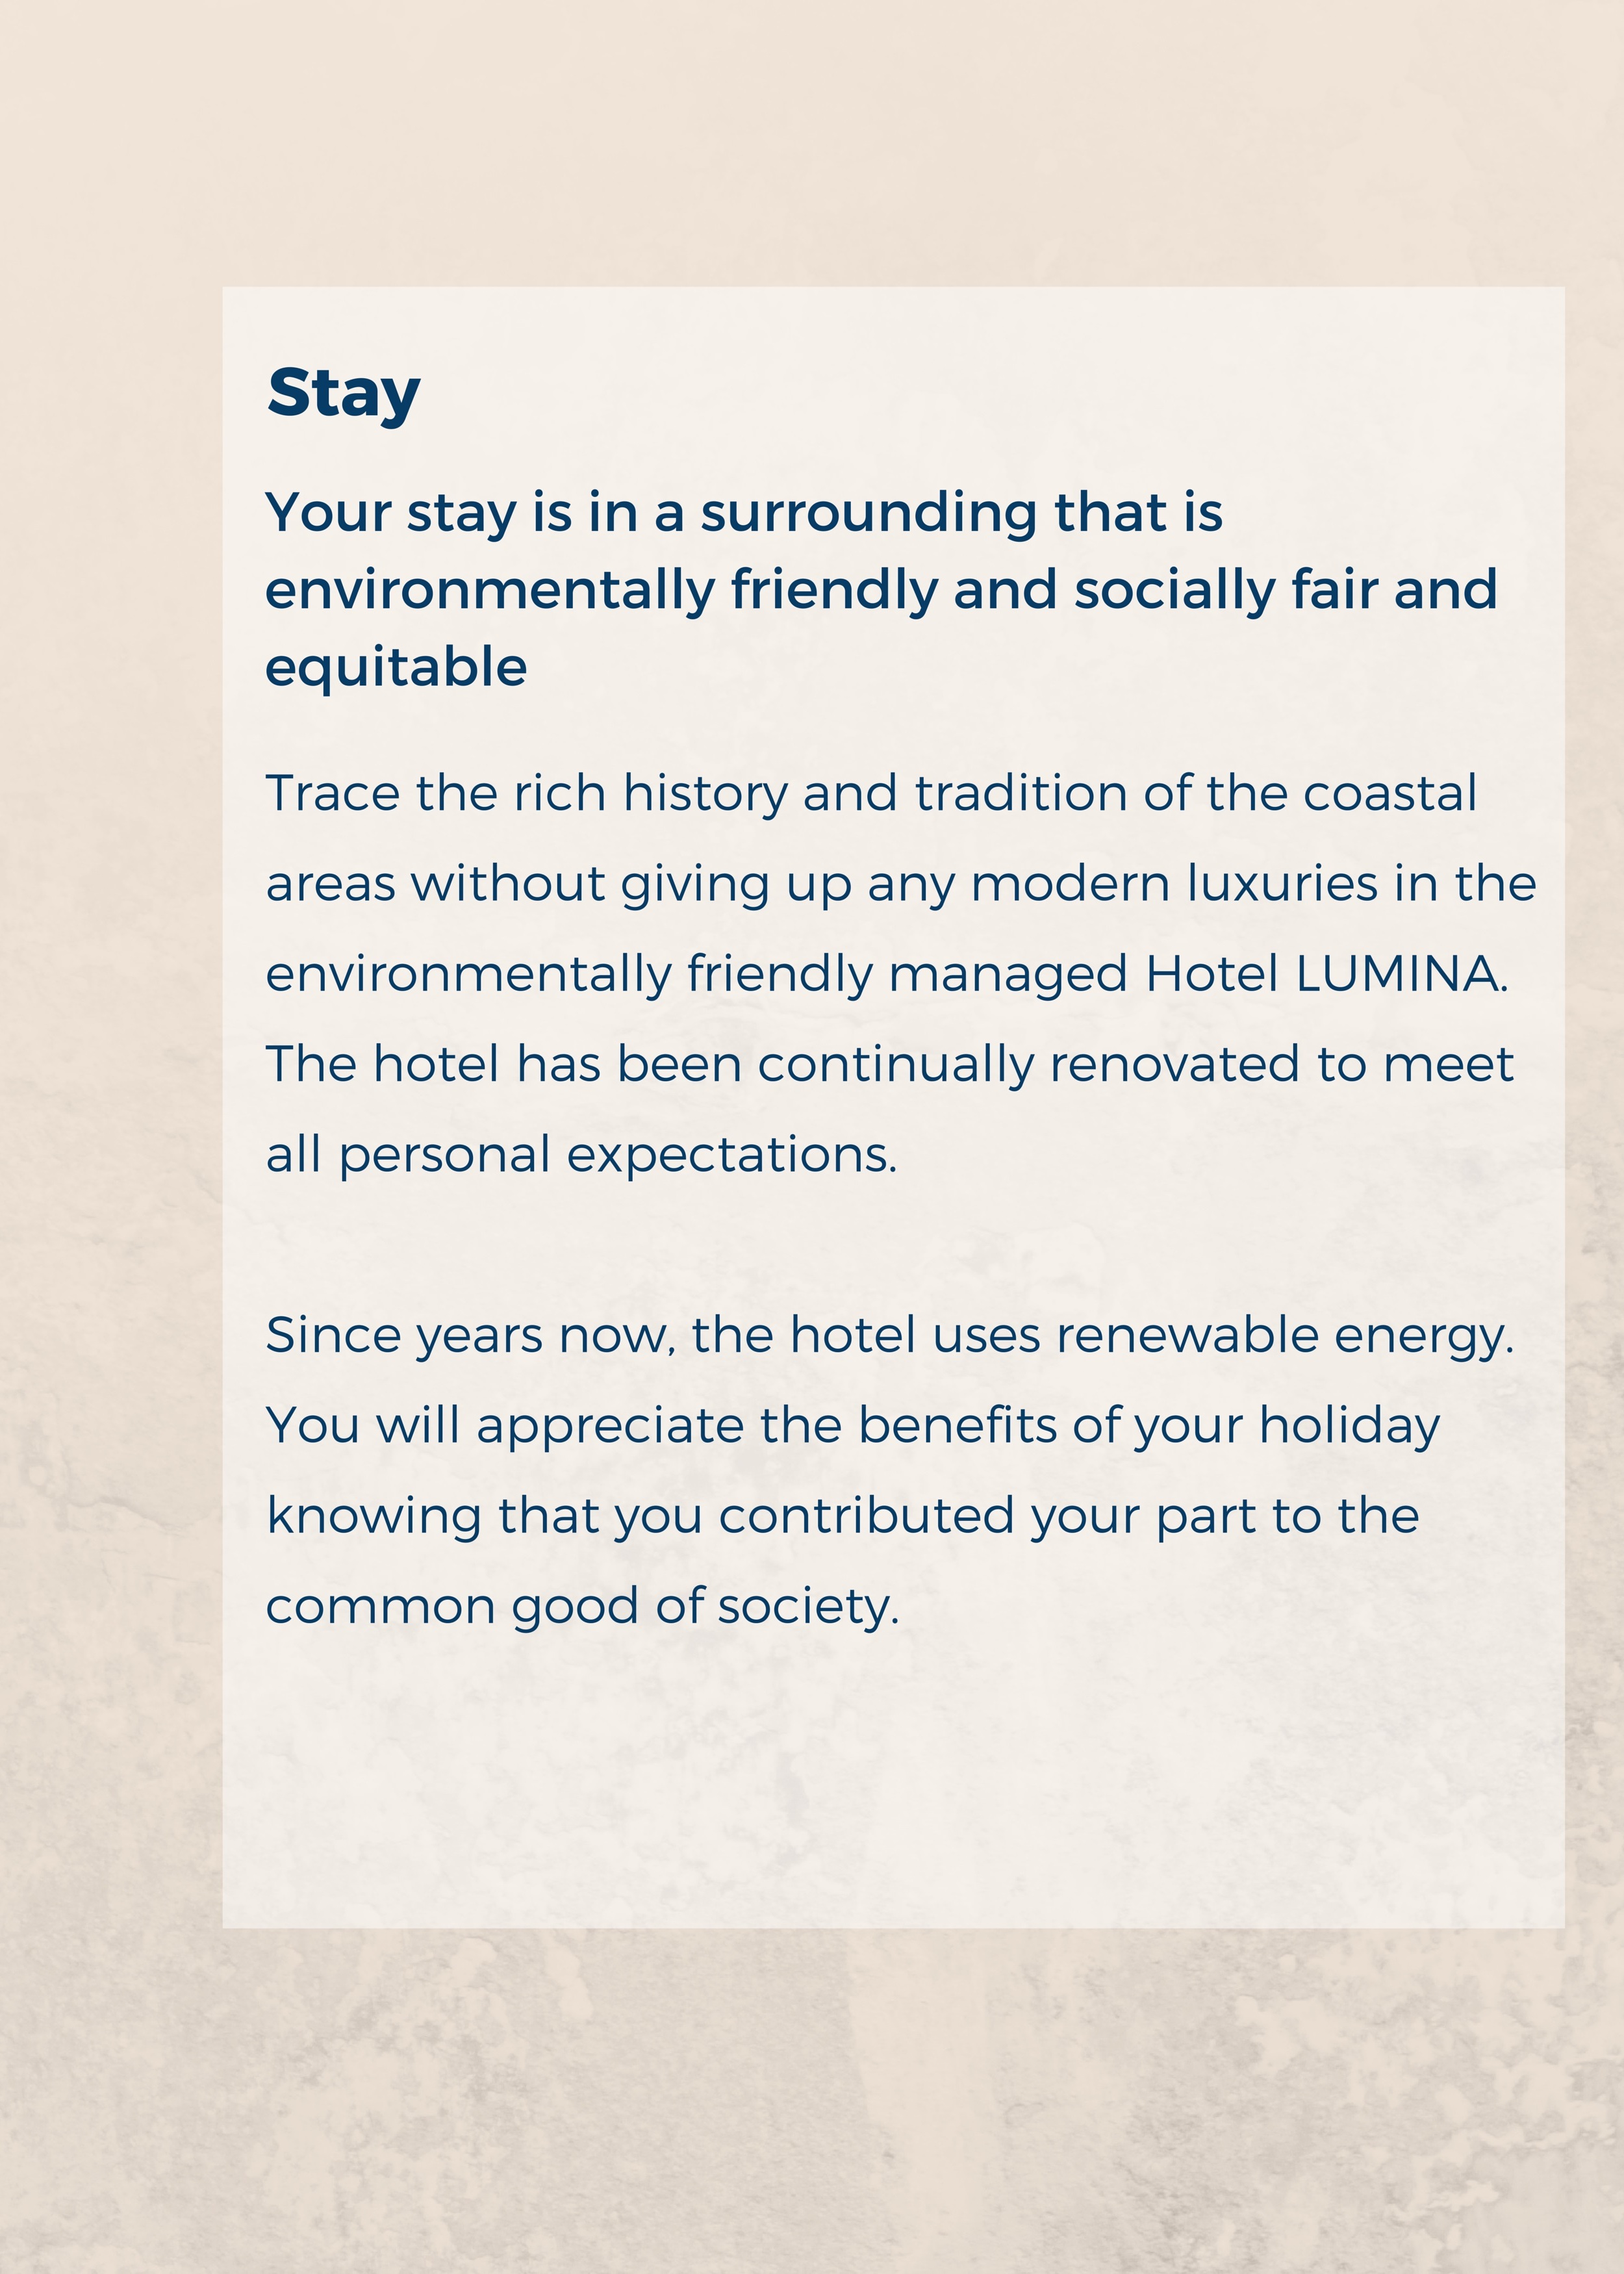 Stay
Your stay is in a surrounding that is
environmentally friendly and socially fair and
equitable
Trace the rich history and tradition of the coastal
areas without giving up any modern luxuries in the
environmentally friendly managed Hotel LUMINA.
The hotel has been continually renovated to meet
all personal expectations.
Since years now, the hotel uses renewable energy.
You will appreciate the benefits of your holiday
knowing that you contributed your part to the
common good of society.